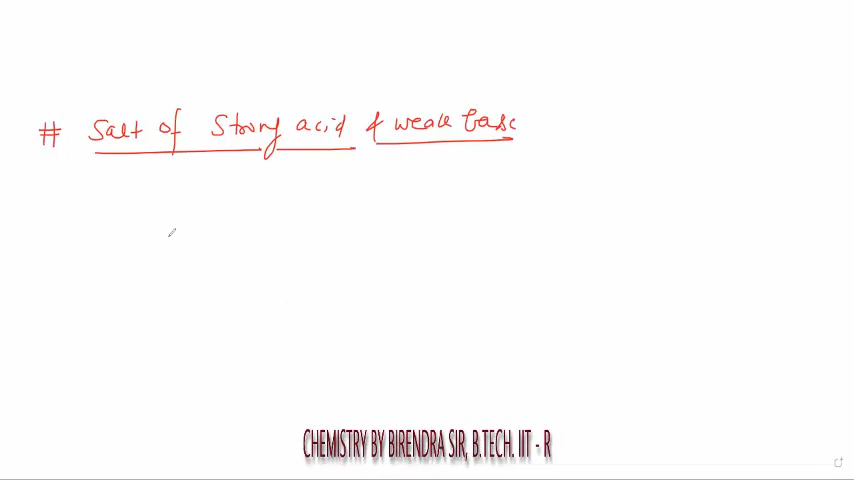 # Salt of Strong acid & weak base
CHEMISTRY BY BIRENDRA SIR, B.TECH. IIT - R